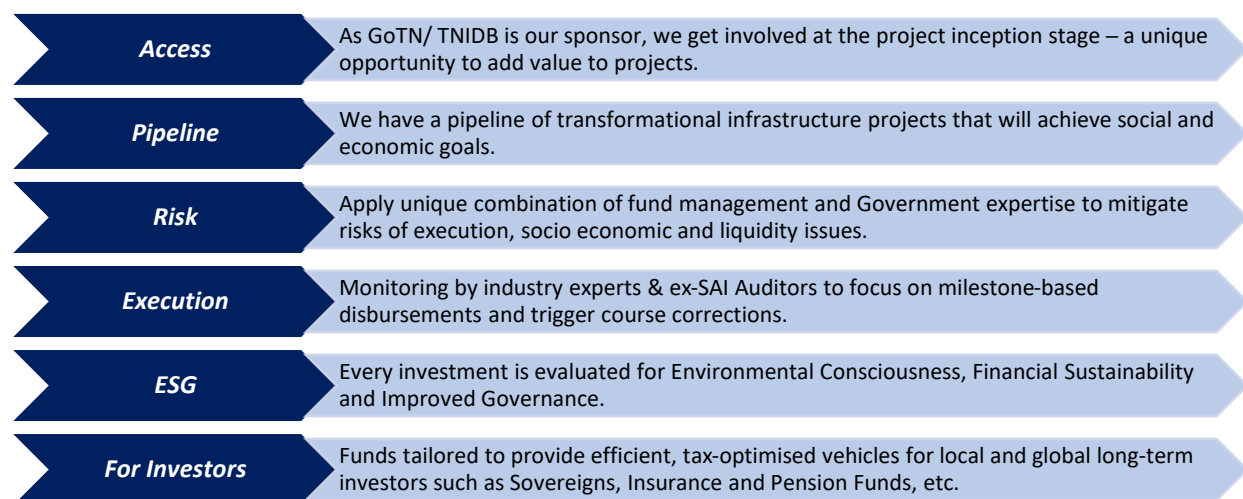 Access
As GoTN/ TNIDB is our sponsor, we get involved at the project inception stage – a unique
opportunity to add value to projects.
Pipeline
We have a pipeline of transformational infrastructure projects that will achieve social and
economic goals.
Risk
Apply unique combination of fund management and Government expertise to mitigate
risks of execution, socio economic and liquidity issues.
Execution
Monitoring by industry experts & ex-SAI Auditors to focus on milestone-based
disbursements and trigger course corrections.
ESG
Every investment is evaluated for Environmental Consciousness, Financial Sustainability
and Improved Governance.
For Investors
Funds tailored to provide efficient, tax-optimised vehicles for local and global long-term
investors such as Sovereigns, Insurance and Pension Funds, etc.